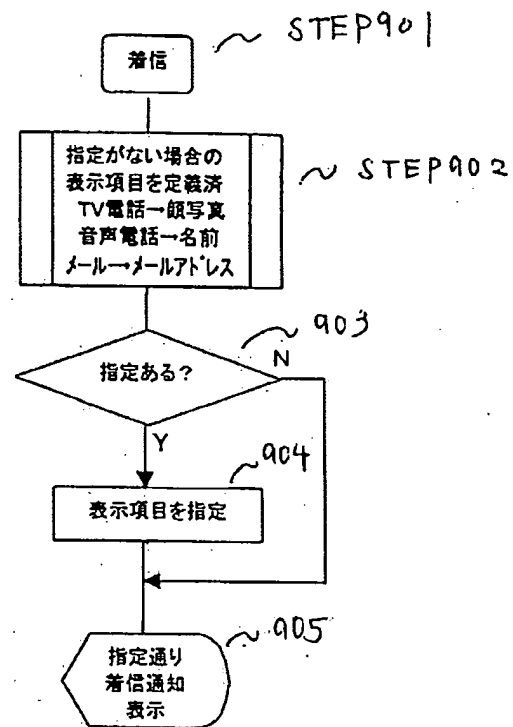 着信
STEP901
指定がない場合の
表示項目を定義済
TV電話→顔写真
音声電話→名前
メール→メールアドレス
STEP902
903
指定ある?
N
Y
904
表示項目を指定
905
指定通り
着信通知
表示